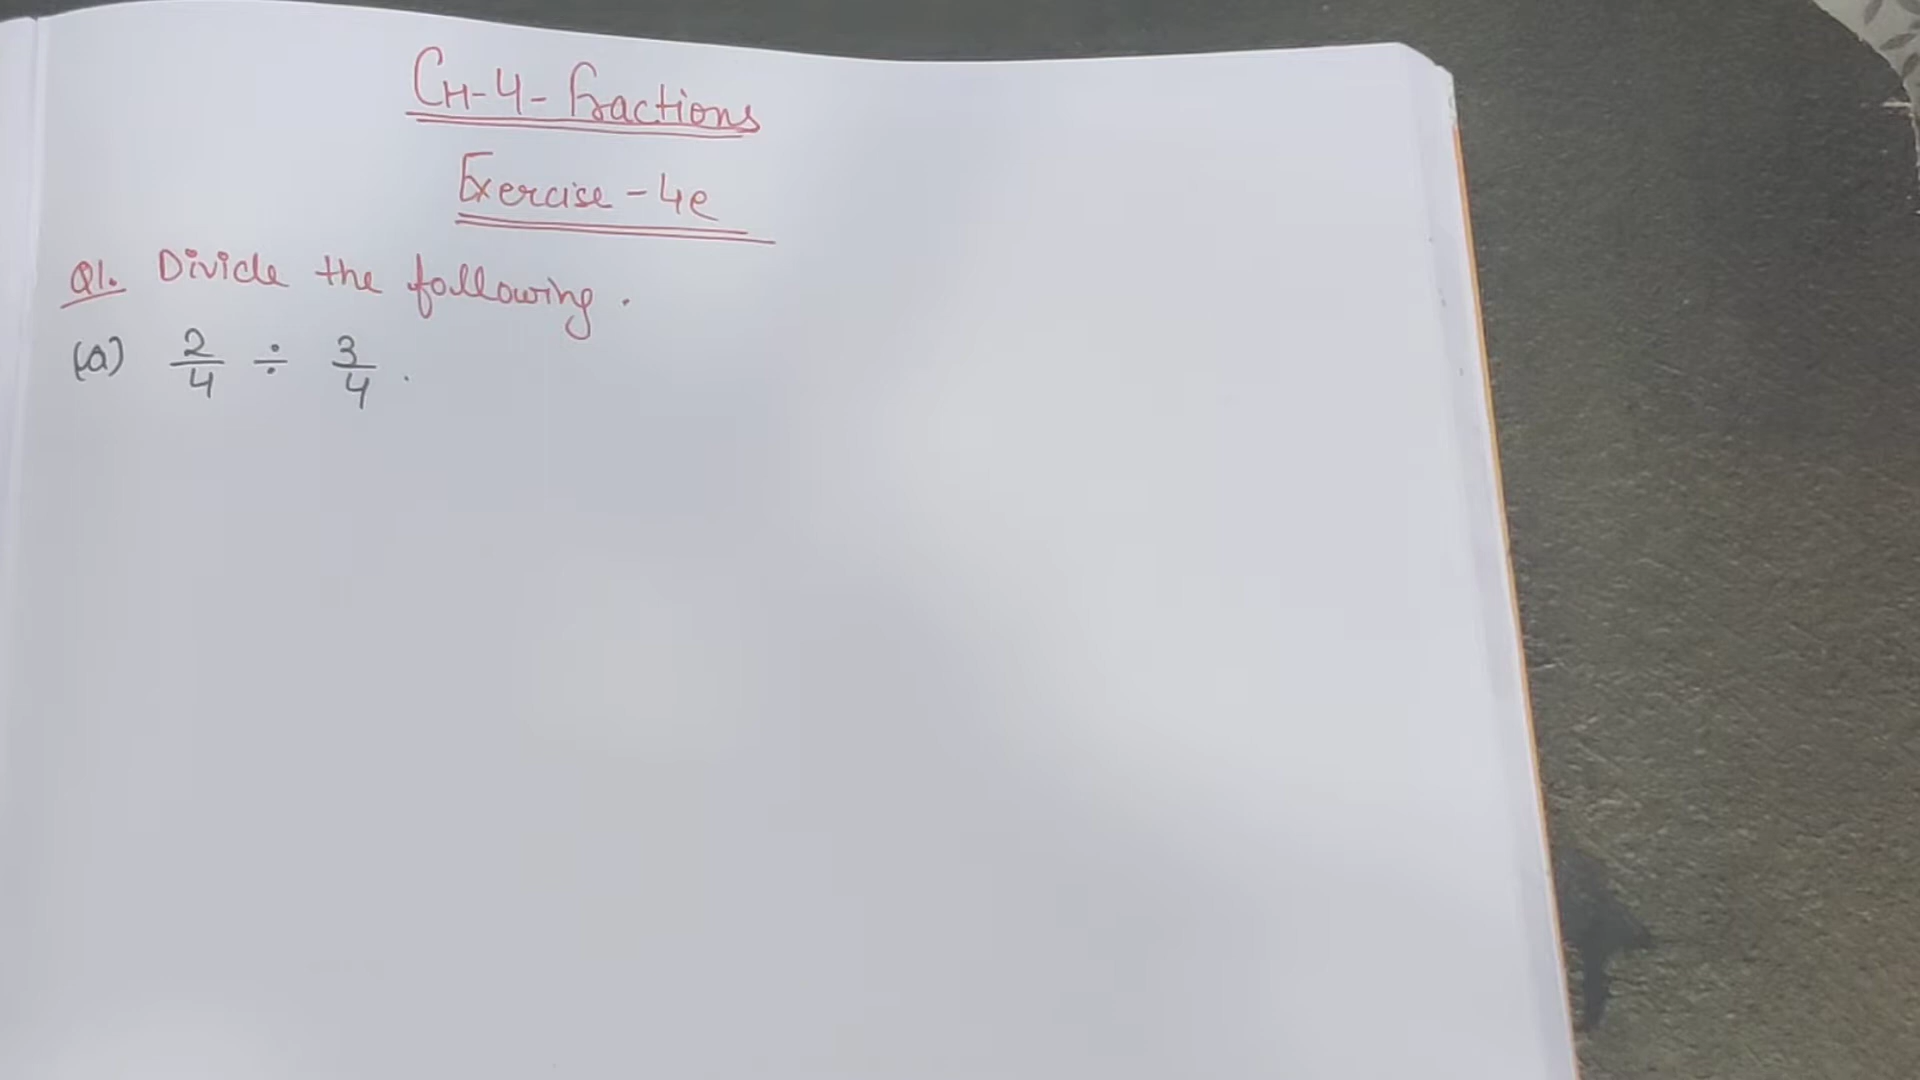 CH-4-Fractions
Exercise-4e
Q1. Divide the following.
(a) 2/4 ÷ 3/4.